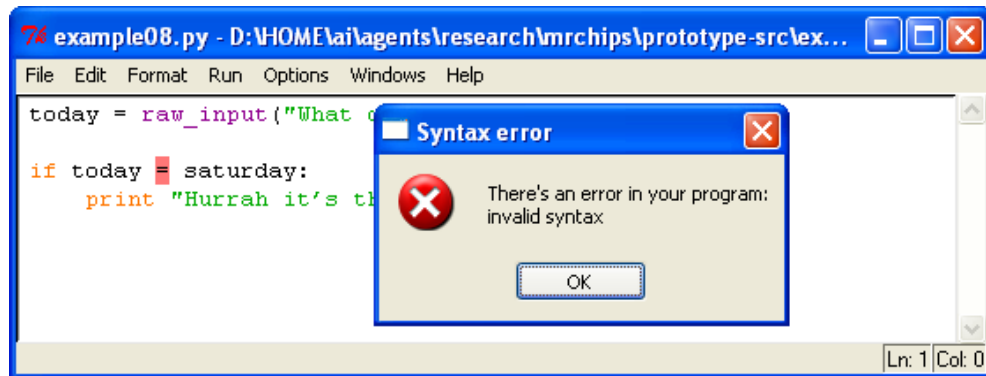 example08.py - D:\HOME\ai\agents\research\mrchips\prototype-src\ex...
File Edit Format Run Options Windows Help
today = raw_input("What
if today = saturday:
print "Hurrah it's
Syntax error
There's an error in your program:
invalid syntax
OK
Ln: 1 Col: 0